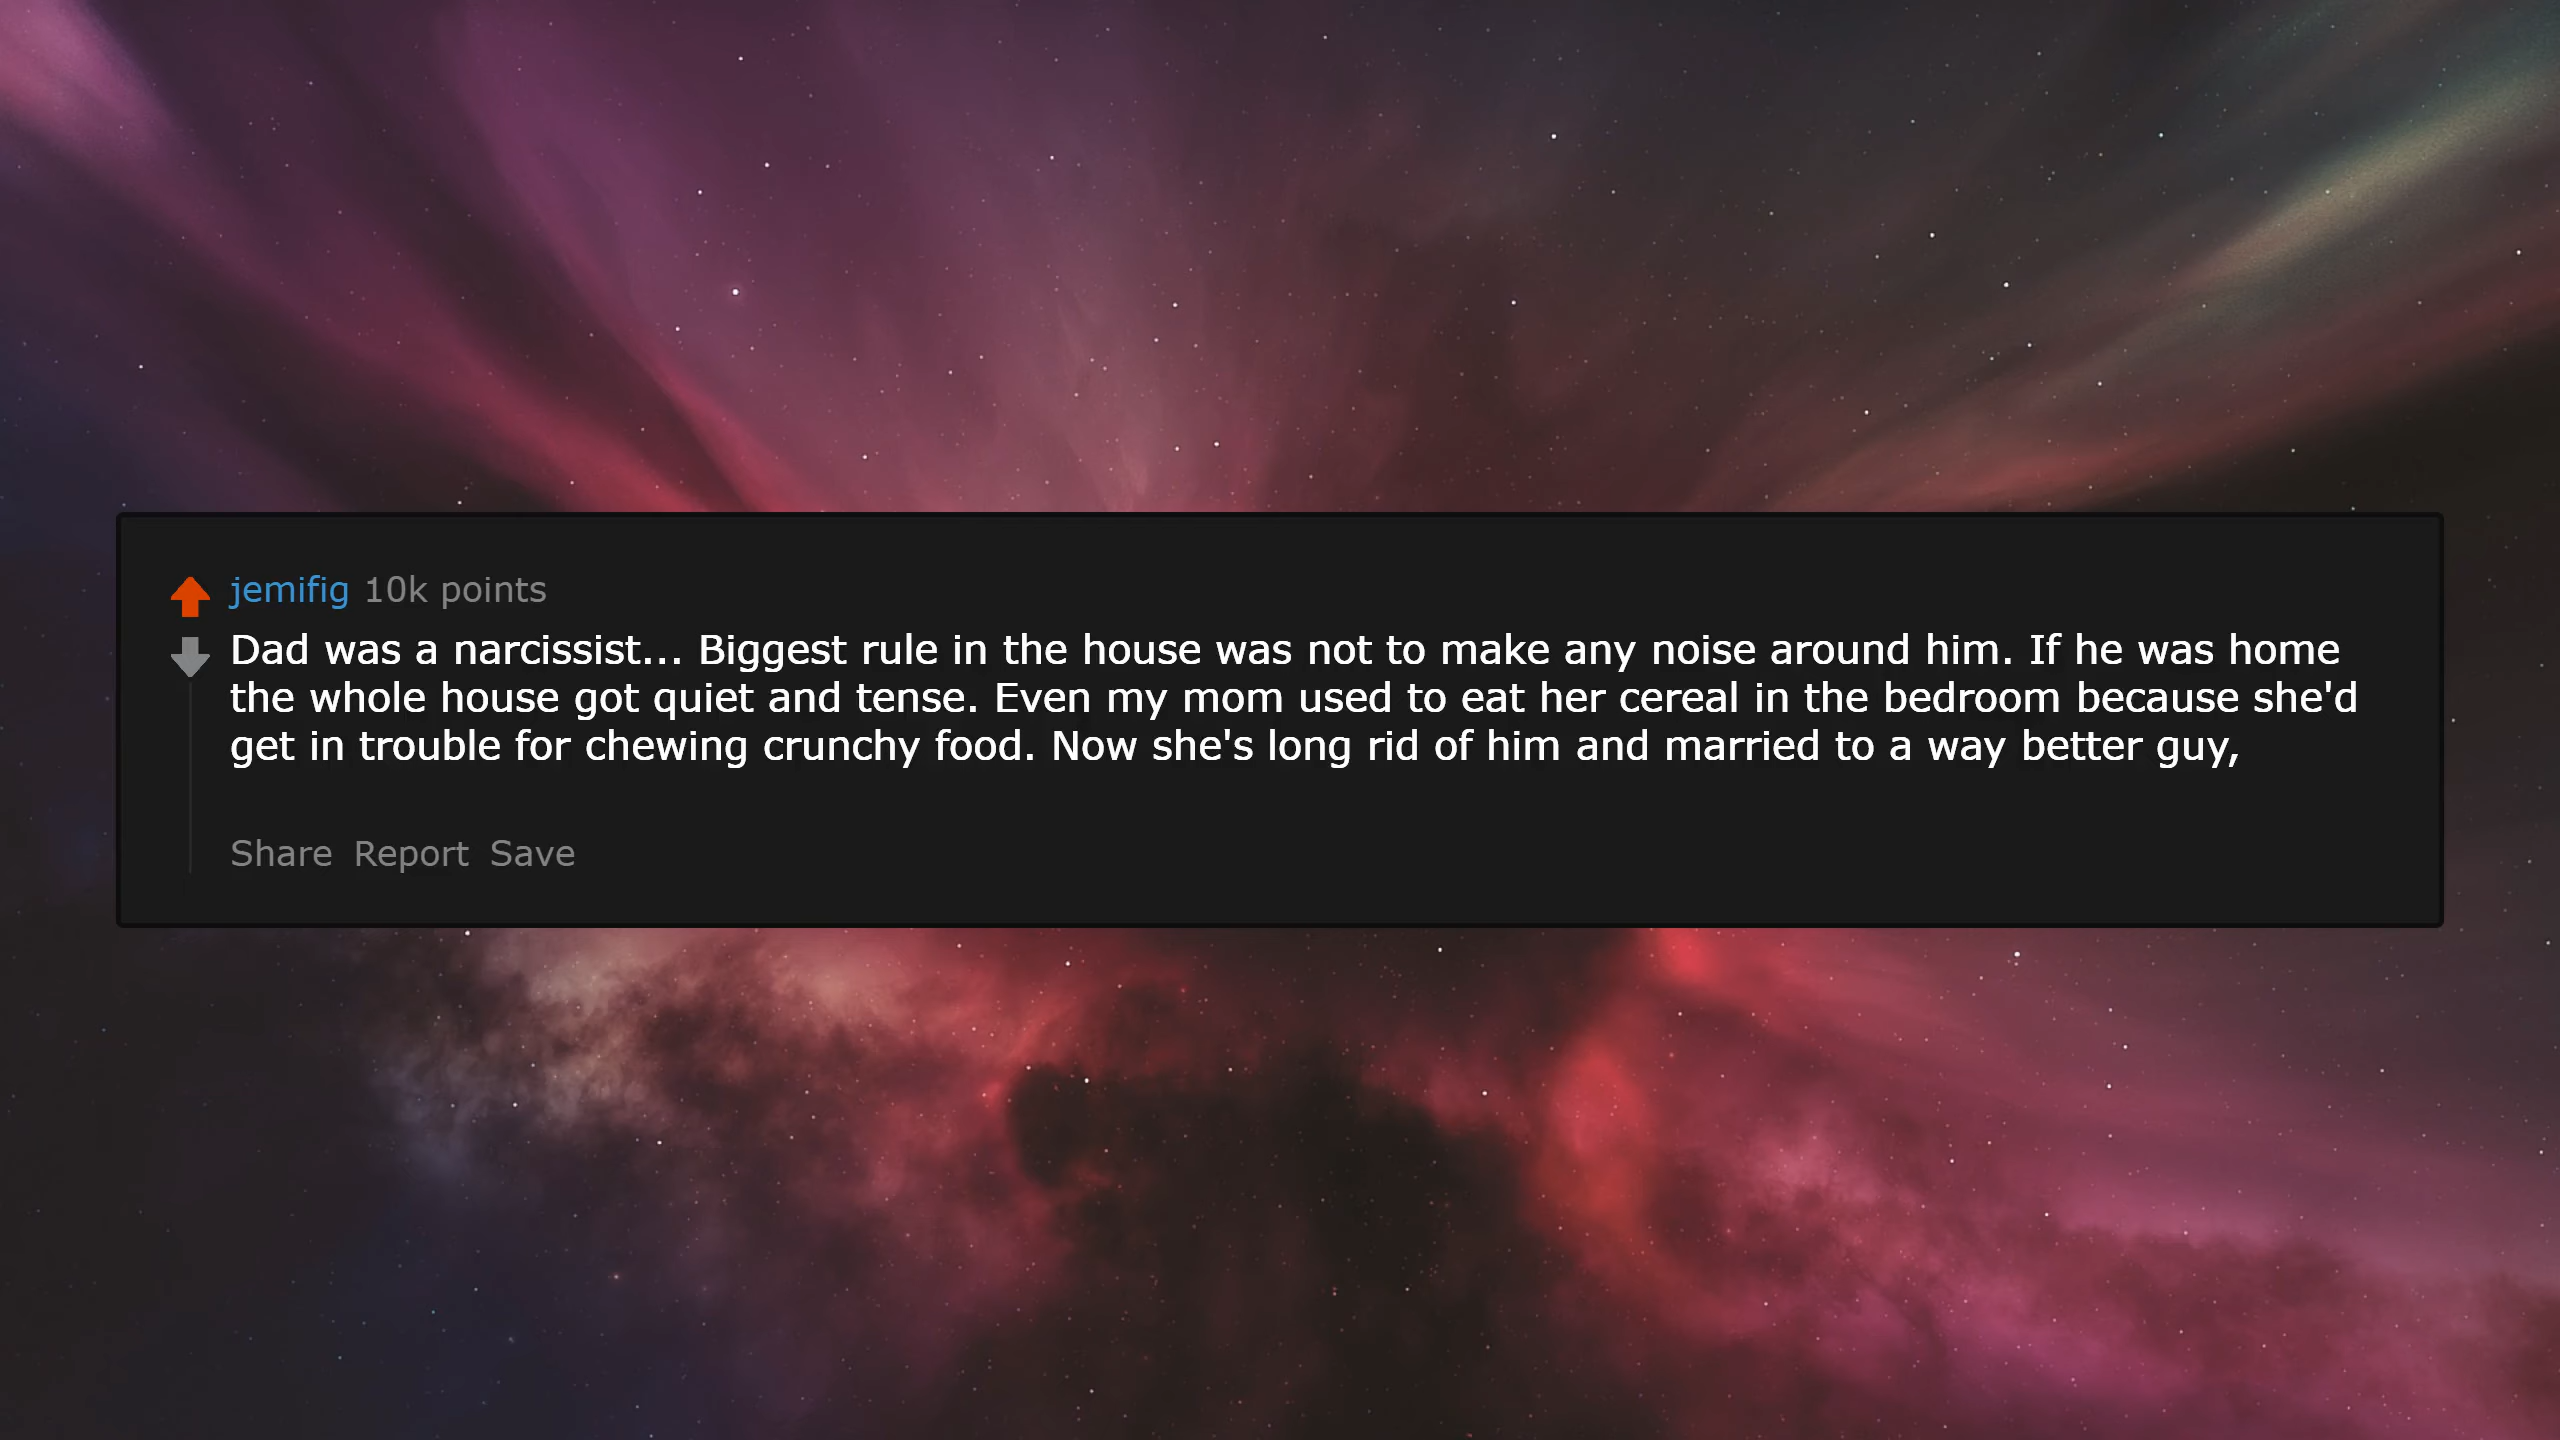 jemifig 10k points
Dad was a narcissist... Biggest rule in the house was not to make any noise around him. If he was home
the whole house got quiet and tense. Even my mom used to eat her cereal in the bedroom because she'd
get in trouble for chewing crunchy food. Now she's long rid of him and married to a way better guy,
Share Report Save